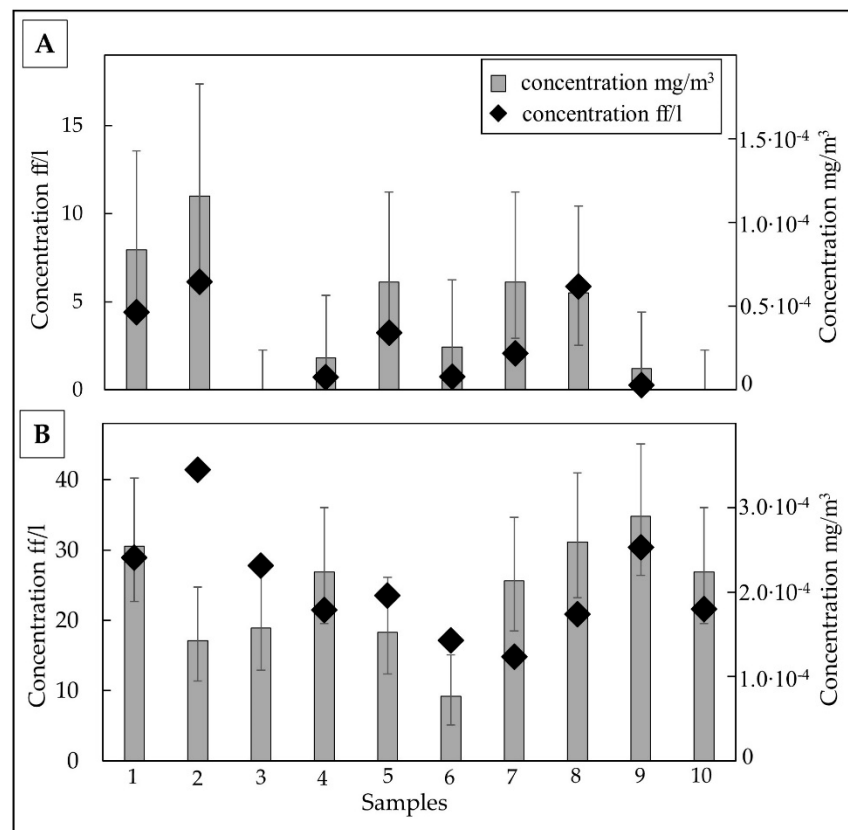 A
concentration mg/m³
concentration ff/l
Concentration ff/l
15
10
5
0
1.5·10⁻⁴
1.0·10⁻⁴
0.5·10⁻⁴
0
Concentration mg/m³
B
Concentration ff/l
40
30
20
10
0
3.0·10⁻⁴
2.0·10⁻⁴
1.0·10⁻⁴
0
Concentration mg/m³
1 2 3 4 5 6 7 8 9 10
Samples